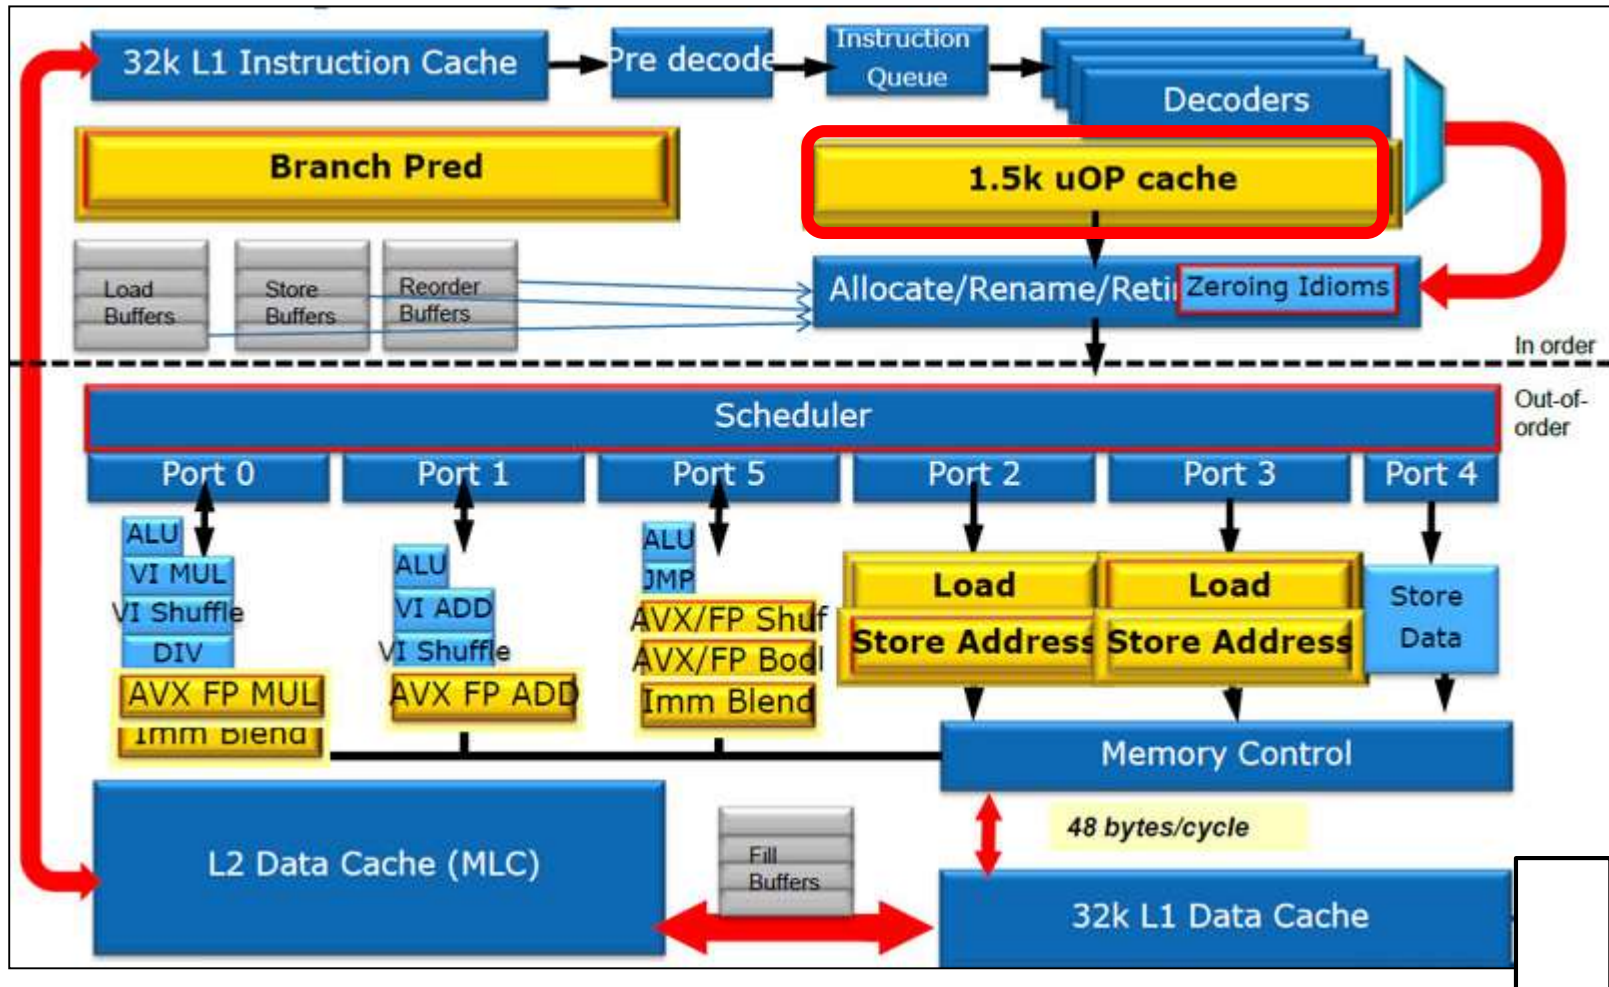 32k L1 Instruction Cache
Pre decode
Instruction
Queue
Decoders
Branch Pred
1.5k uOP cache
Load
Buffers
Store
Buffers
Reorder
Buffers
Allocate/Rename/Reti
Zeroing Idioms
In order
Out-of-
order
Scheduler
Port 0
Port 1
Port 5
Port 2
Port 3
Port 4
ALU
VI MUL
VI Shuffle
DIV
AVX FP MUL
Imm Blend
ALU
VI ADD
VI Shuffle
AVX FP ADD
ALU
JMP
AVX/FP Shuf
AVX/FP Bool
Imm Blend
Load
Store Address
Load
Store Address
Store
Data
Memory Control
48 bytes/cycle
L2 Data Cache (MLC)
Fill
Buffers
32k L1 Data Cache